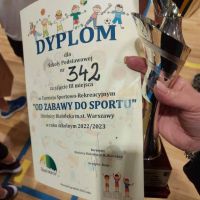 DYPLOM
dla
Szkoły Podstawowej
nr 342
za zajęcie III miejsca
w Turnieju Sportowo-Rekreacyjnym
"OD ZABAWY DO SPORTU"
Dzielnicy Białołęka m.st. Warszawy
w roku szkolnym 2022/2023
Białołęka